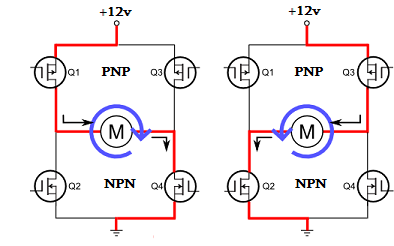 +12v +12v
Q1 PNP Q3 Q1 PNP Q3
M M
Q2 NPN Q4 Q2 NPN Q4